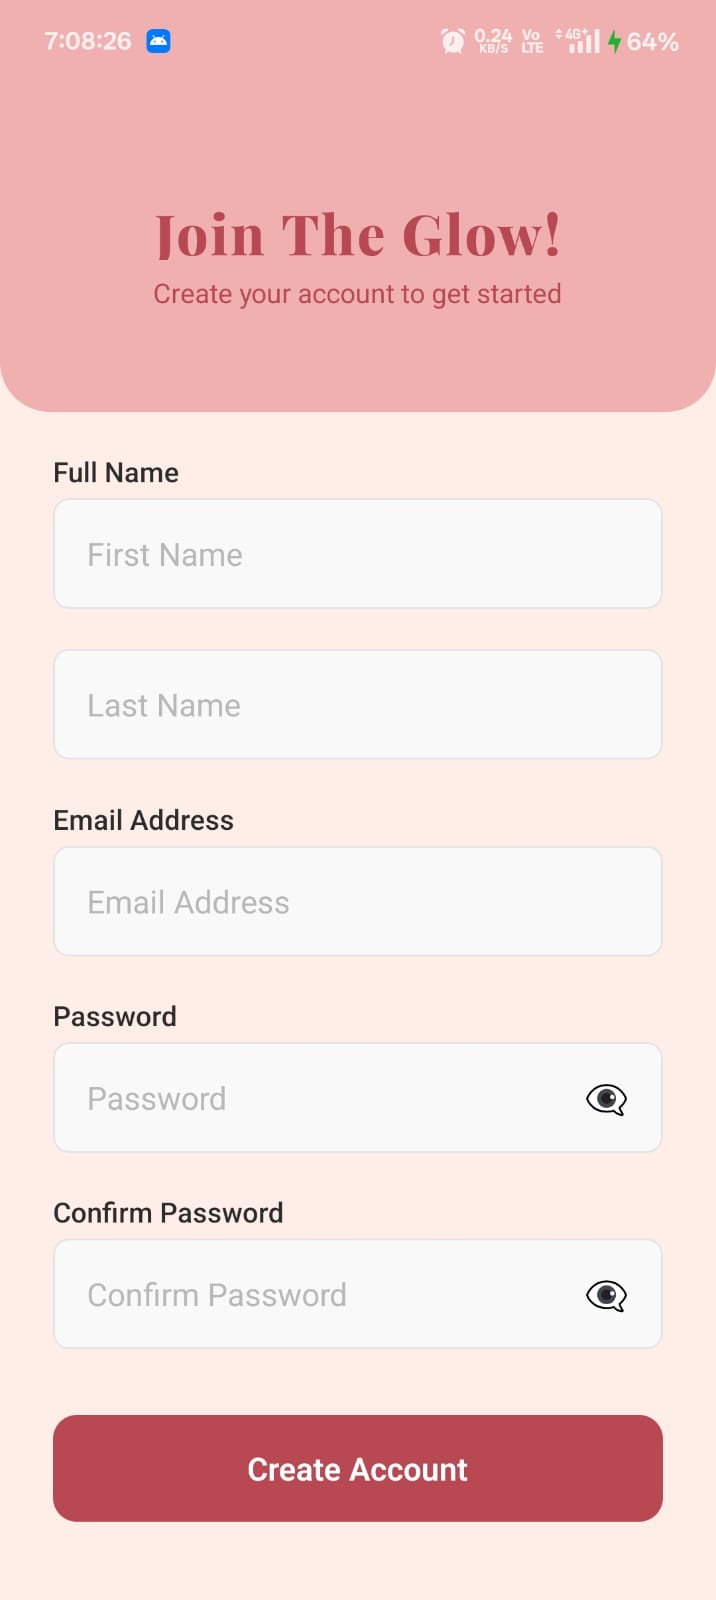 7:08:26 0.24 KB/S Vo LTE 4G+ 64%
Join The Glow!
Create your account to get started
Full Name
First Name
Last Name
Email Address
Email Address
Password
Password
Confirm Password
Confirm Password
Create Account